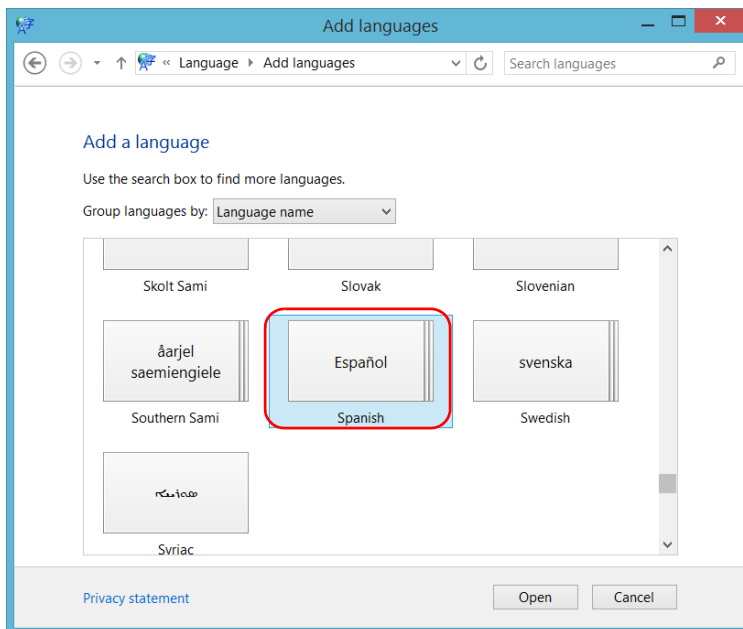 Add languages
« Language Add languages
Search languages
Add a language
Use the search box to find more languages.
Group languages by: Language name
Skolt Sami
Slovak
Slovenian
åarjel
saemiengiele
Español
svenska
Southern Sami
Spanish
Swedish
ܣܘܪܝܝܐ
Syriac
Privacy statement
Open
Cancel